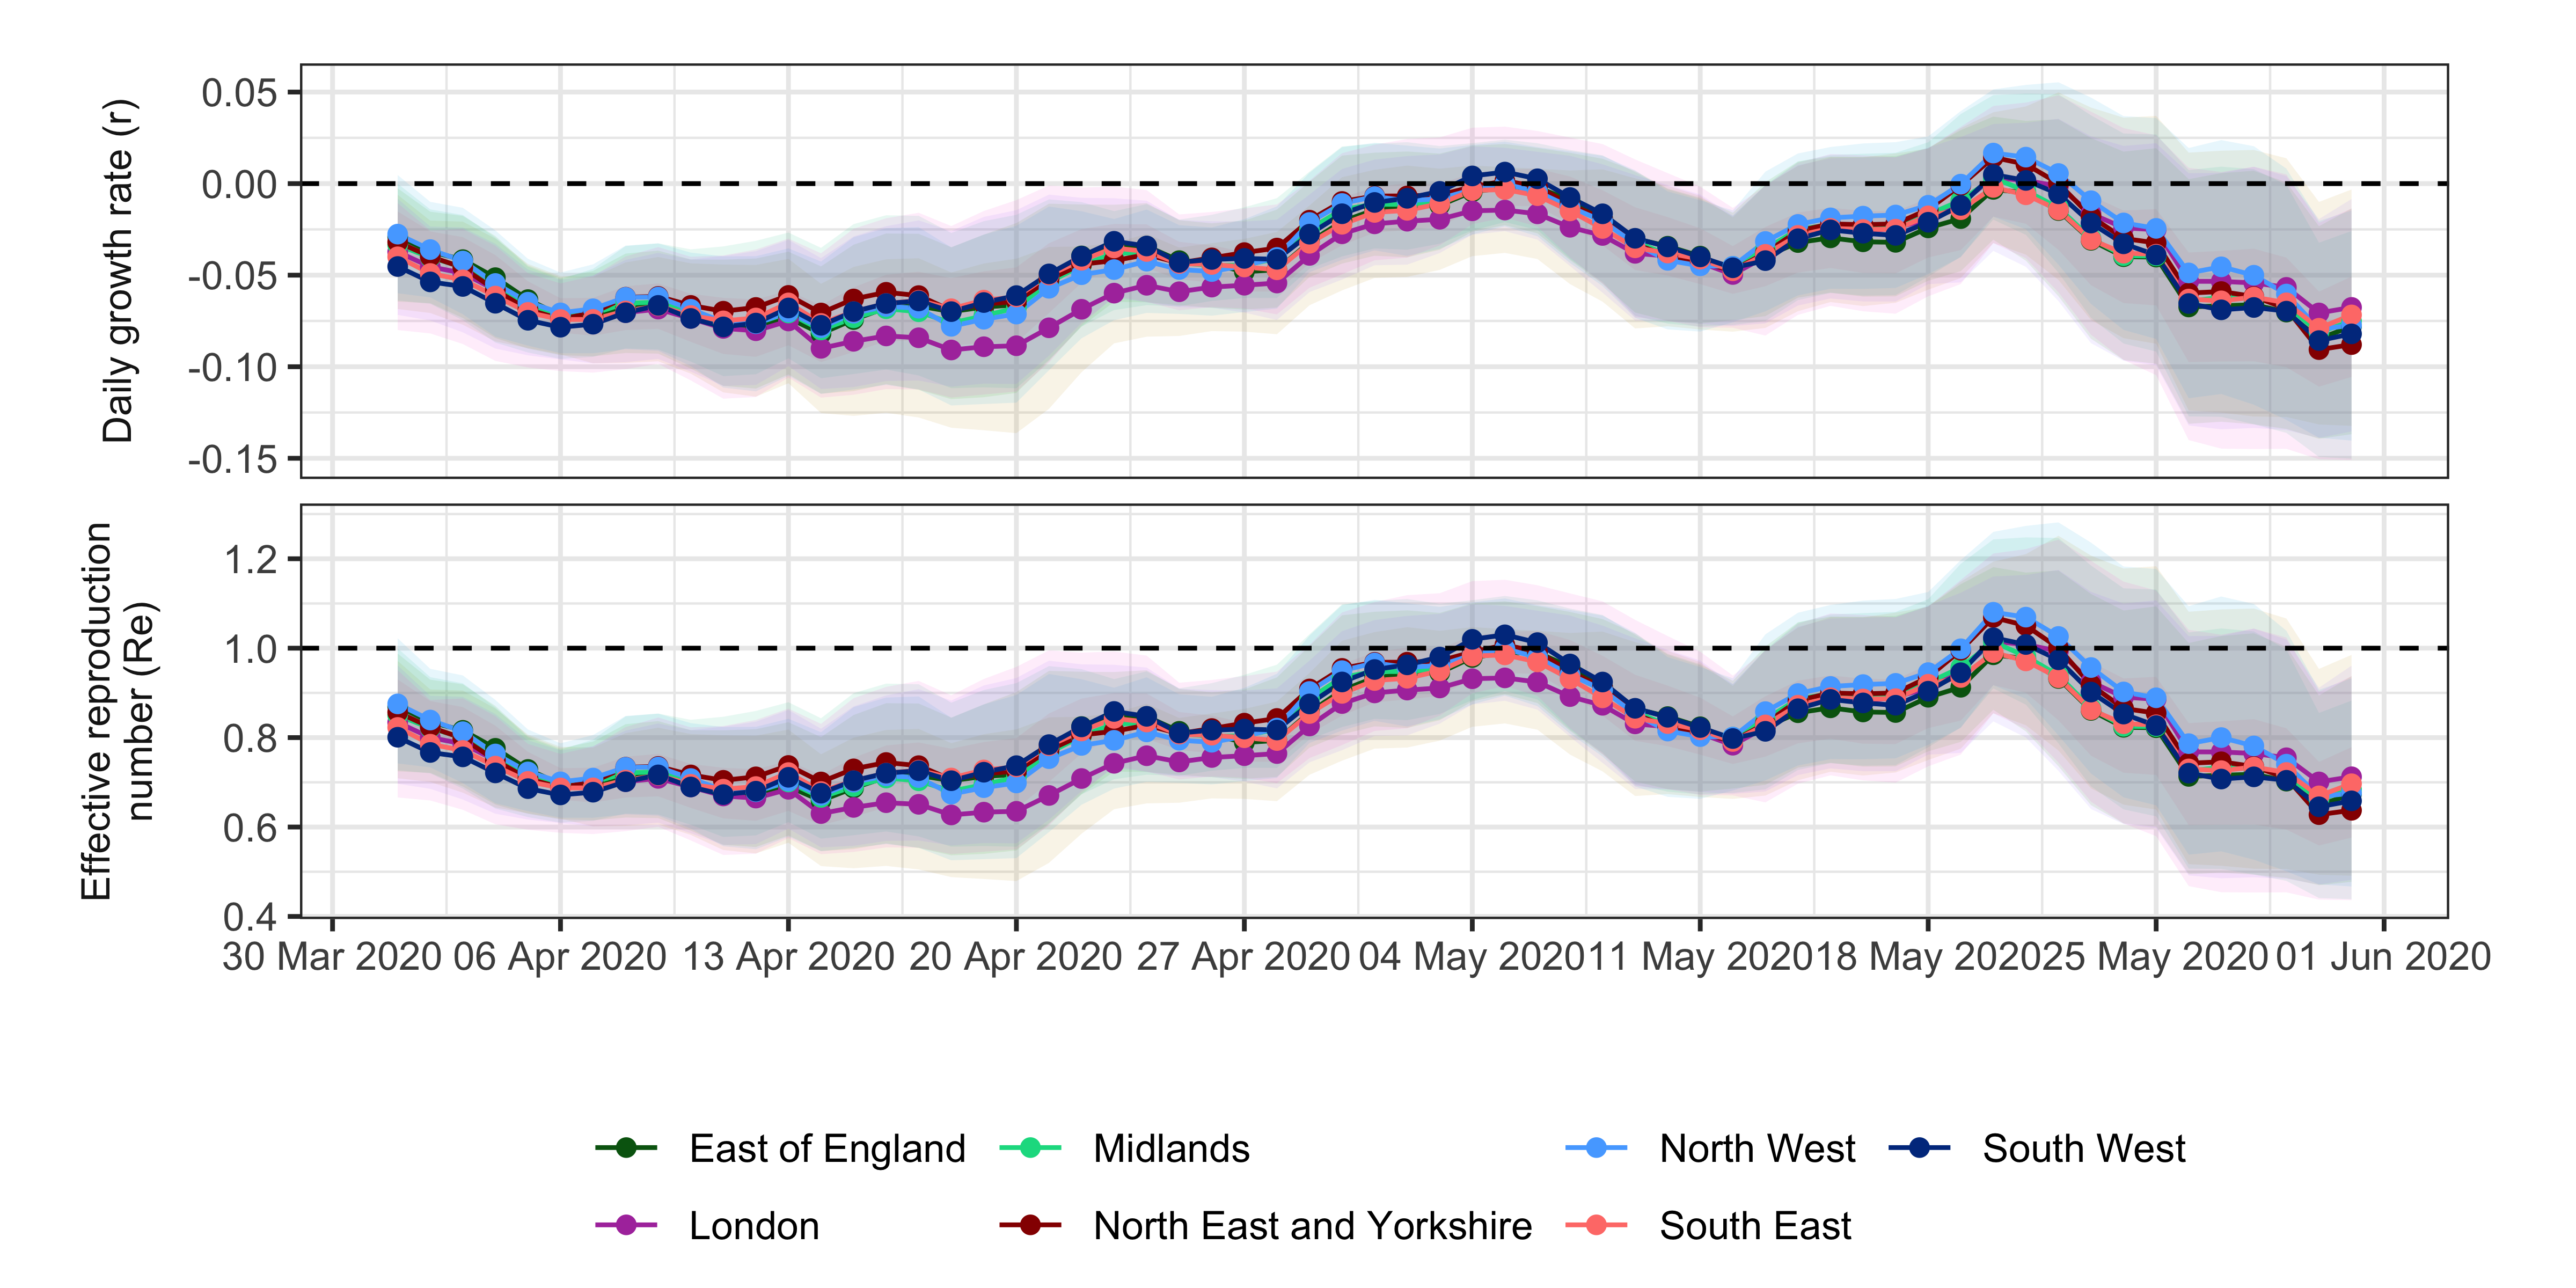 Daily growth rate (r)
0.05
0.00
-0.05
-0.10
-0.15
Effective reproduction
number (Re)
1.2
1.0
0.8
0.6
0.4
30 Mar 2020 06 Apr 2020 13 Apr 2020 20 Apr 2020 27 Apr 2020 04 May 2020 11 May 2020 18 May 2020 25 May 2020 01 Jun 2020
East of England Midlands North West South West
London North East and Yorkshire South East